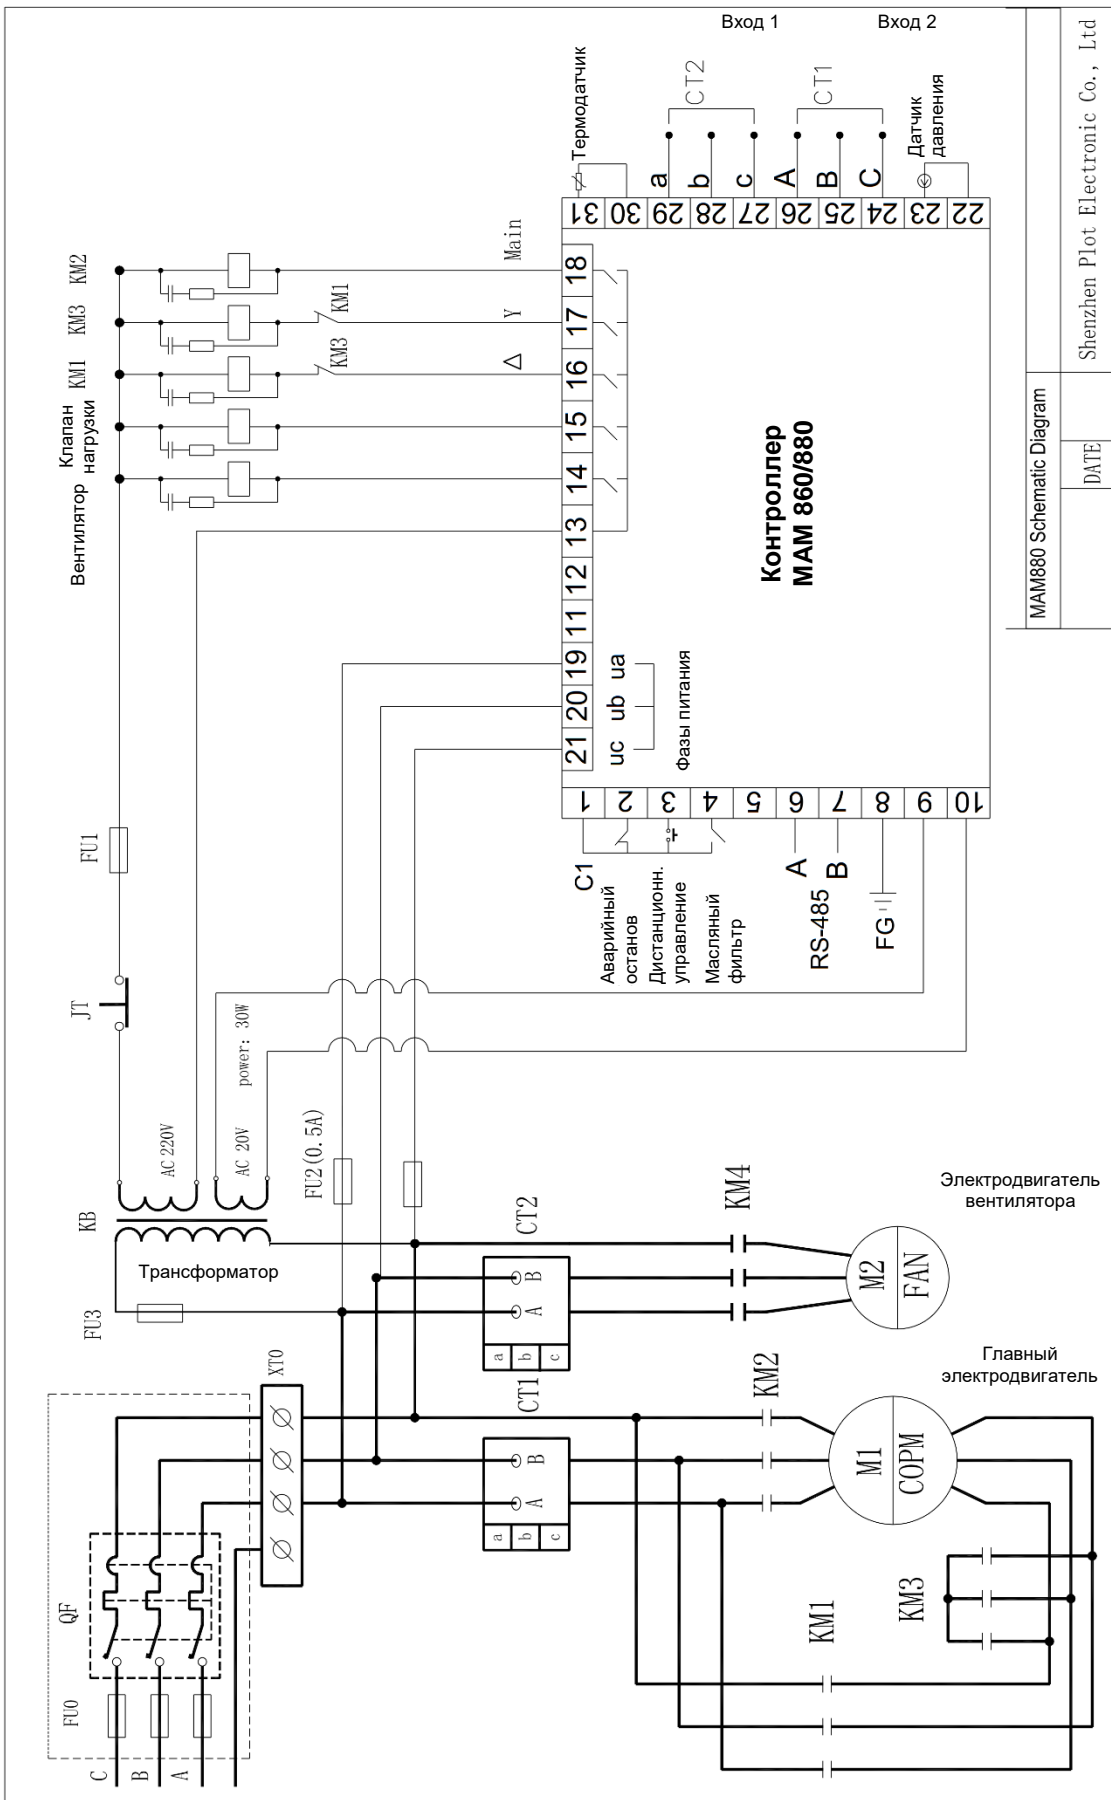 Вход 1
Вход 2
Термодатчик
CT2
CT1
Датчик
давления
a
b
c
A
B
C
31
30
29
28
27
26
25
24
23
22
KM2
KM3
KM1
Клапан
нагрузки
Вентилятор
KM1
KM3
Main
Y
Δ
18
17
16
15
14
13
12
11
19
20
21
ua
ub
uc
Фазы питания
Контроллер
MAM 860/880
1
2
3
4
5
6
7
8
9
10
C1
Аварийный
останов
Дистанционн.
управление
Масляный
фильтр
A
B
RS-485
FG
FU1
JT
AC 220V
AC 20V
power: 30W
KB
Трансформатор
FU2(0.5A)
FU3
XT0
QF
FU0
C
B
A
CT2
A
B
a
b
c
CT1
A
B
a
b
c
KM4
M2
FAN
Электродвигатель
вентилятора
KM2
M1
COPM
Главный
электродвигатель
KM1
KM3
MAM880 Schematic Diagram
DATE
Shenzhen Plot Electronic Co., Ltd